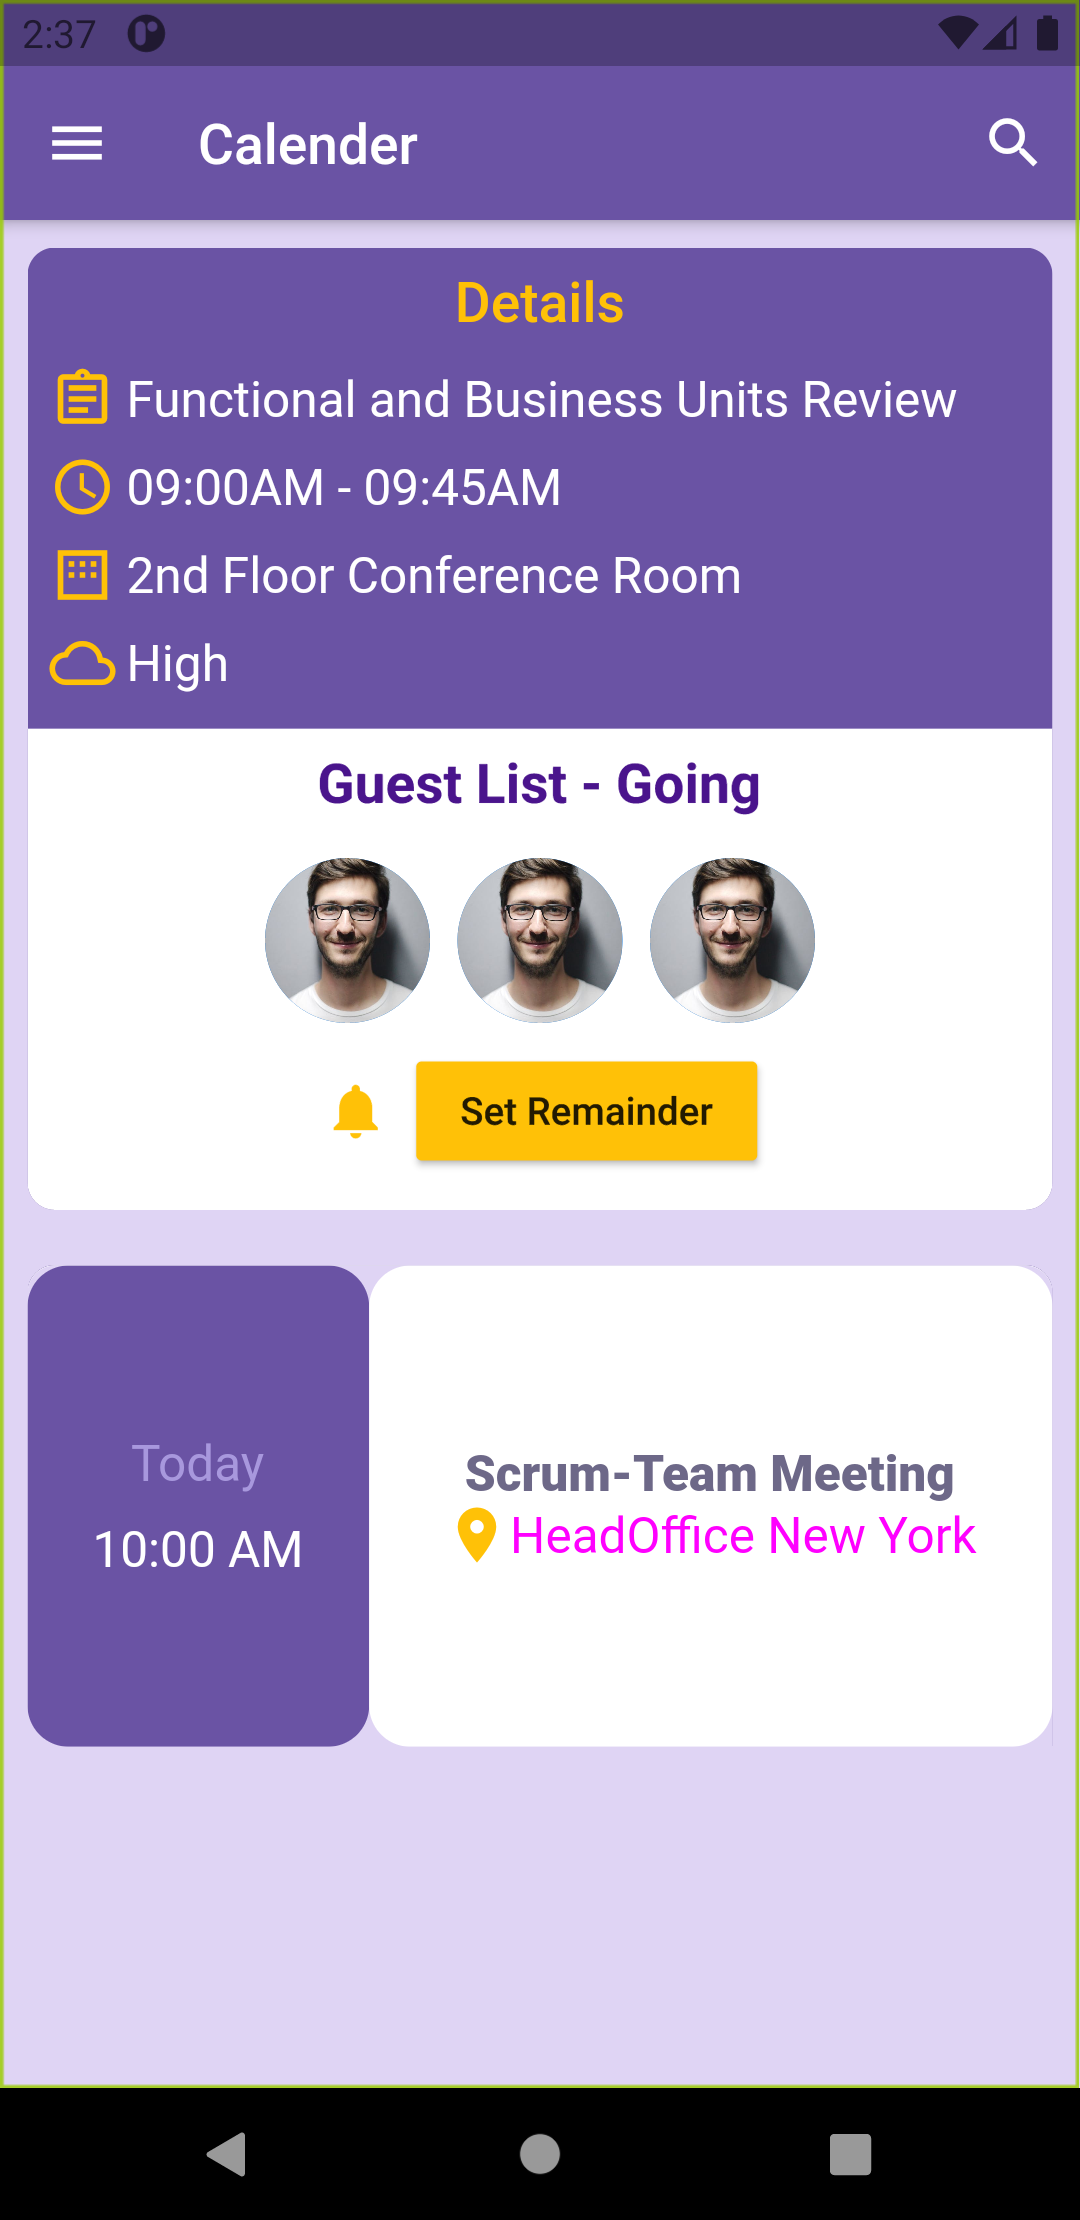 2:37
Calender
Details
Functional and Business Units Review
09:00AM - 09:45AM
2nd Floor Conference Room
High
Guest List - Going
Set Remainder
Today
10:00 AM
Scrum-Team Meeting
HeadOffice New York